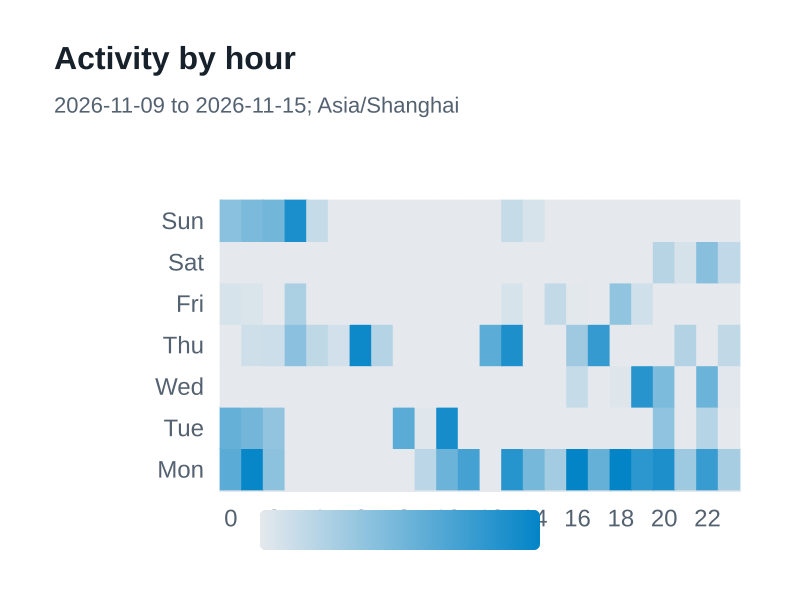 Activity by hour
2026-11-09 to 2026-11-15; Asia/Shanghai
Sun
Sat
Fri
Thu
Wed
Tue
Mon
0 16 18 20 22